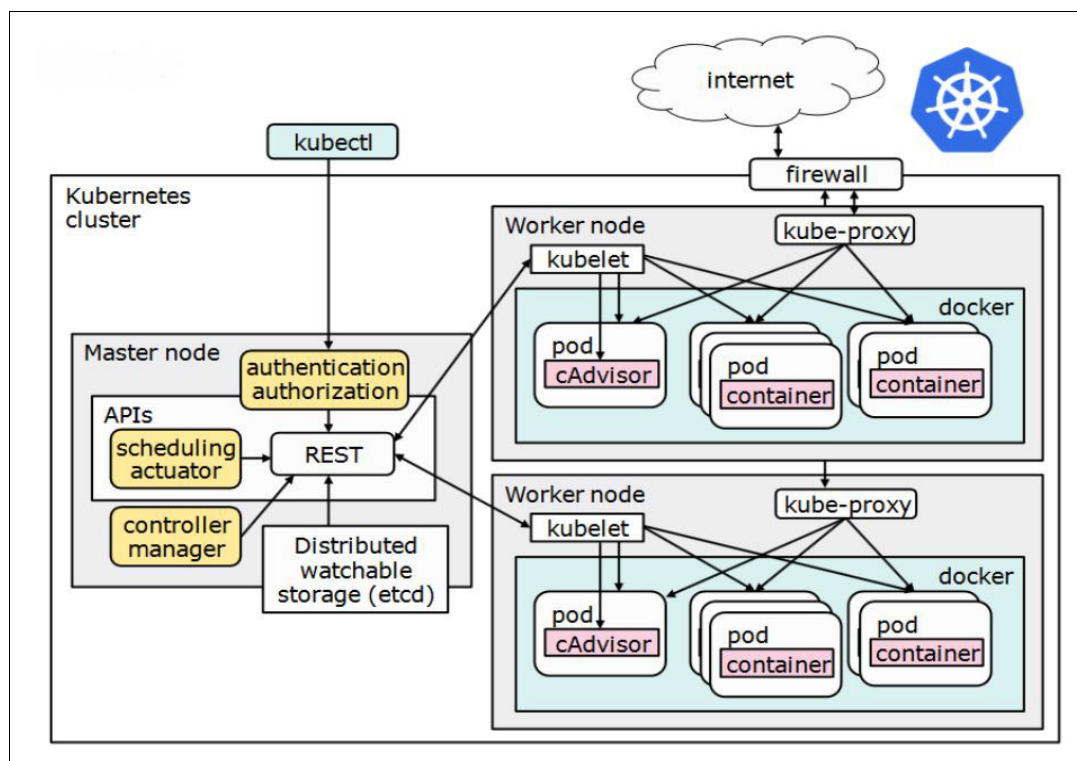 internet
kubectl
firewall
Kubernetes
cluster
Worker node
kube-proxy
kubelet
docker
pod
cAdvisor
pod
container
pod
container
Master node
authentication
authorization
APIs
scheduling
actuator
REST
controller
manager
Distributed
watchable
storage (etcd)
Worker node
kube-proxy
kubelet
docker
pod
cAdvisor
pod
container
pod
container